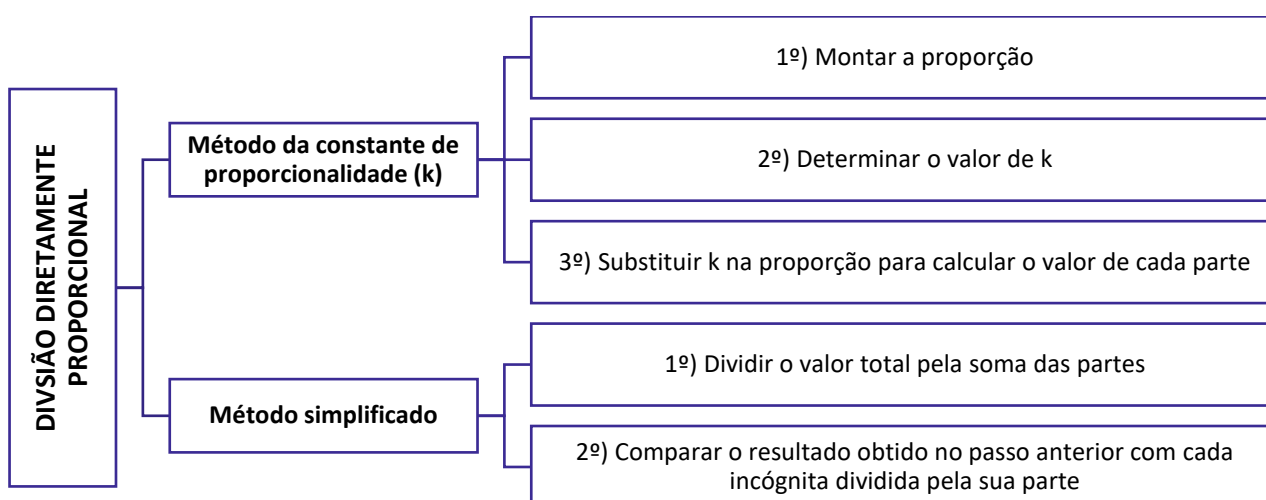 DIVSIÃO DIRETAMENTE
PROPORCIONAL
Método da constante de
proporcionalidade (k)
1º) Montar a proporção
2º) Determinar o valor de k
3º) Substituir k na proporção para calcular o valor de cada parte
Método simplificado
1º) Dividir o valor total pela soma das partes
2º) Comparar o resultado obtido no passo anterior com cada
incógnita dividida pela sua parte